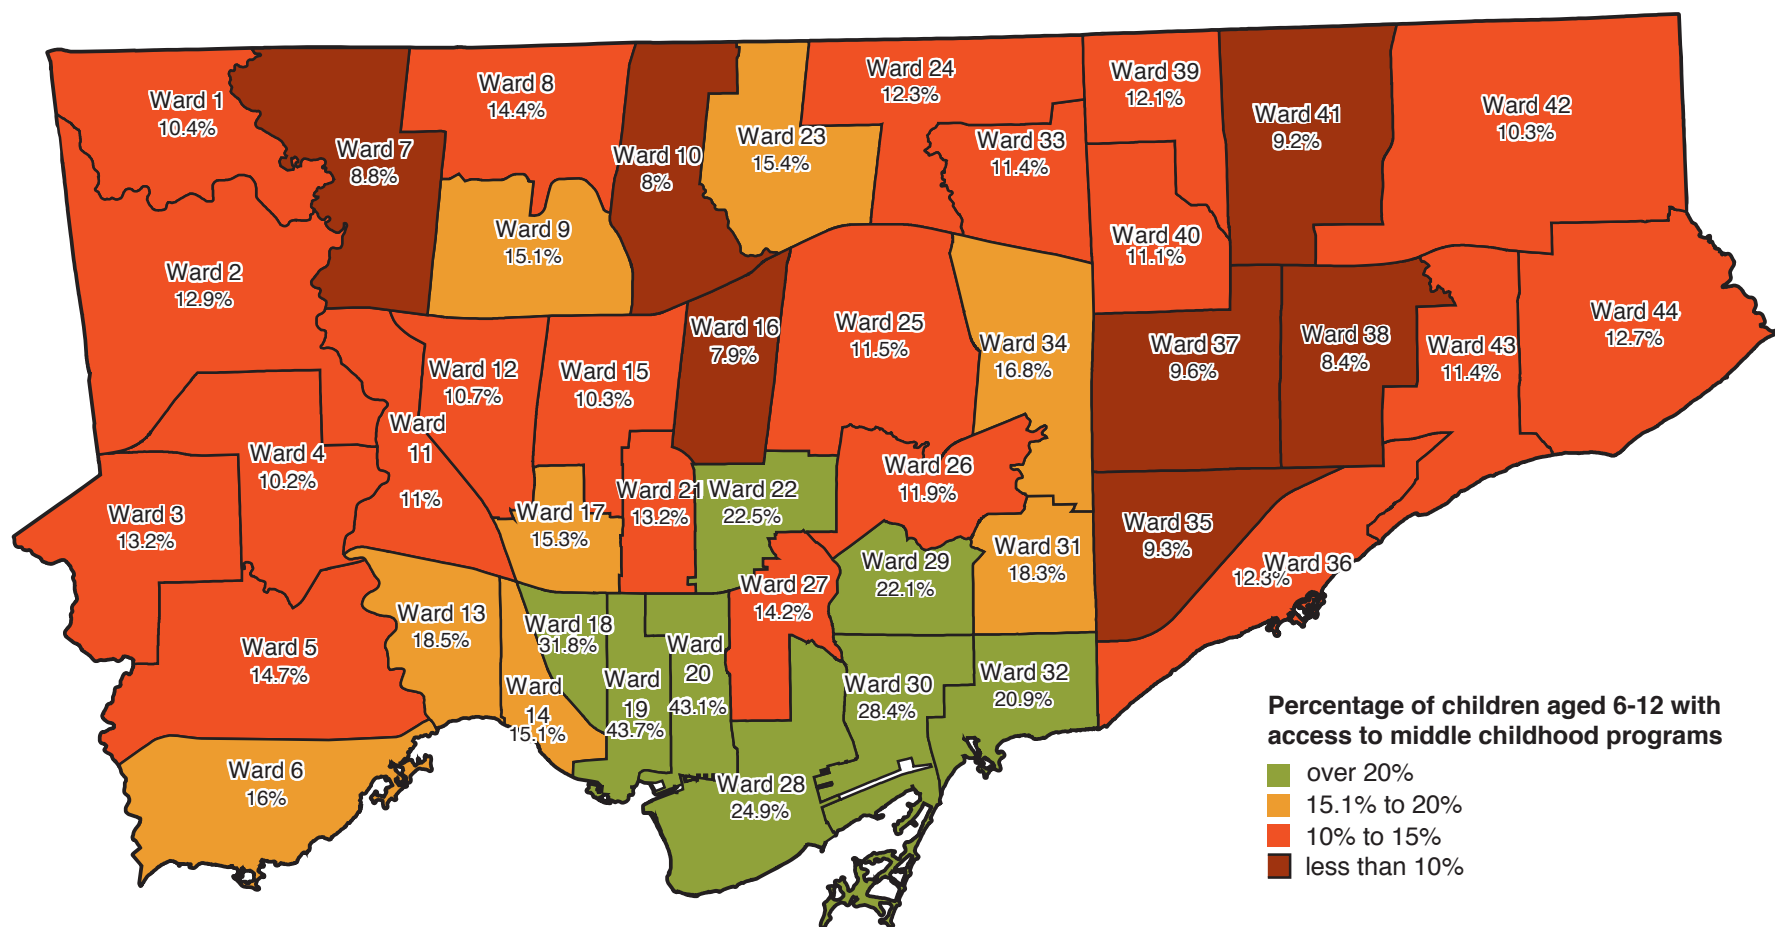 Ward 1
10.4%
Ward 7
8.8%
Ward 8
14.4%
Ward 10
8%
Ward 23
15.4%
Ward 24
12.3%
Ward 33
11.4%
Ward 39
12.1%
Ward 41
9.2%
Ward 42
10.3%
Ward 2
12.9%
Ward 9
15.1%
Ward 40
11.1%
Ward 16
7.9%
Ward 25
11.5%
Ward 34
16.8%
Ward 37
9.6%
Ward 38
8.4%
Ward 43
11.4%
Ward 44
12.7%
Ward 12
10.7%
Ward 15
10.3%
Ward
11
11%
Ward 4
10.2%
Ward 3
13.2%
Ward 17
15.3%
Ward 21
13.2%
Ward 22
22.5%
Ward 26
11.9%
Ward 35
9.3%
Ward 36
12.3%
Ward 31
18.3%
Ward 29
22.1%
Ward 27
14.2%
Ward 13
18.5%
Ward 18
31.8%
Ward 5
14.7%
Ward
14
15.1%
Ward
19
43.7%
Ward
20
43.1%
Ward 30
28.4%
Ward 32
20.9%
Ward 6
16%
Ward 28
24.9%
Percentage of children aged 6-12 with
access to middle childhood programs
over 20%
15.1% to 20%
10% to 15%
less than 10%